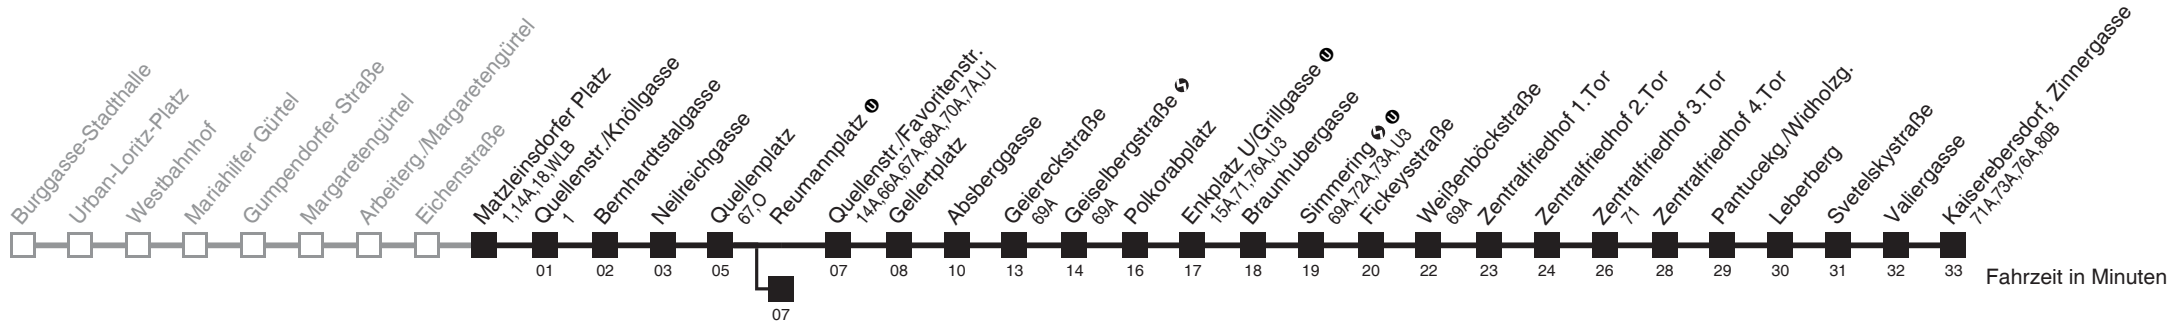 Burggasse-Stadthalle
Urban-Loritz-Platz
Westbahnhof
Mariahilfer Gürtel
Gumpendorfer Straße
Margaretengürtel
Arbeiterg./Margaretengürtel
Eichenstraße
Matzleinsdorfer Platz
1,14A,18,WLB
Quellenstr./Knöllgasse
1
Bernhardtstalgasse
Neilreichgasse
Quellenplatz
67,O
Reumannplatz U
Quellenstr./Favoritenstr.
14A,66A,67A,68A,70A,7A,U1
Gellertplatz
Absberggasse
Geiereckstraße
69A
Geiselbergstraße S
69A
Polkorabplatz
Enkplatz U/Grillgasse U
15A,71,76A,U3
Braunhubergasse
Simmering S U
69A,72A,73A,U3
Fickeysstraße
Weißenböckstraße
69A
Zentralfriedhof 1.Tor
Zentralfriedhof 2.Tor
Zentralfriedhof 3.Tor
71
Zentralfriedhof 4.Tor
Pantucekg./Widholzg.
Leberberg
Svetelskystraße
Valiergasse
Kaiserebersdorf, Zinnergasse
71A,73A,76A,80B
01 02 03 05 07 08 10 13 14 16 17 18 19 20 22 23 24 26 28 29 30 31 32 33
Fahrzeit in Minuten
07